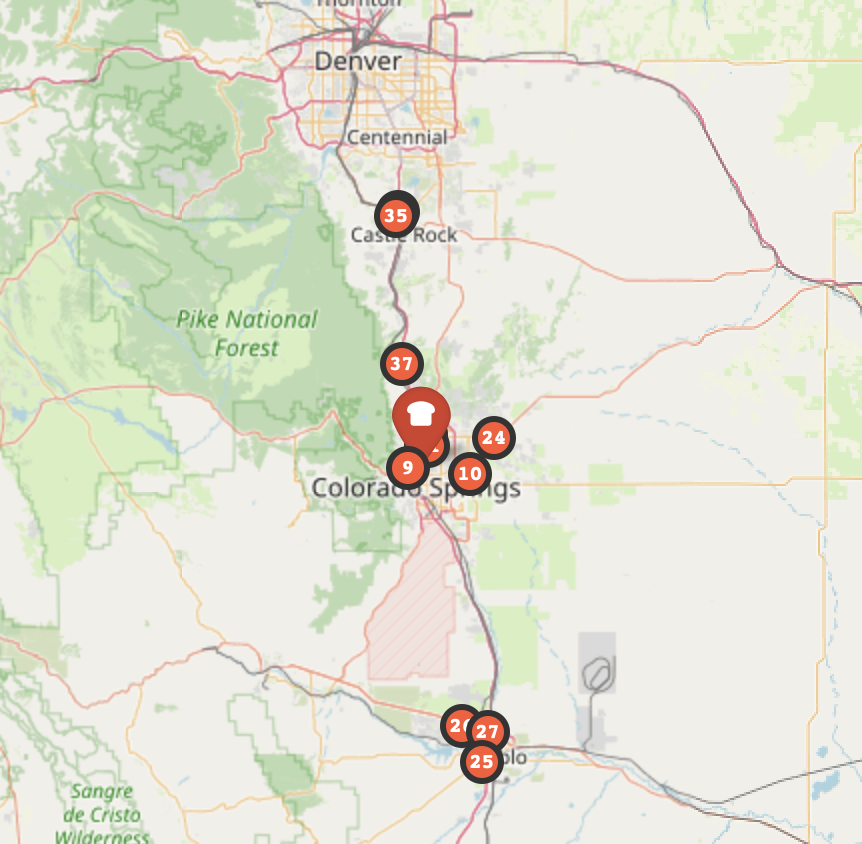 Thornton
Denver
Centennial
35
Castle Rock
Pike National
Forest
37
24
9
10
Colorado Springs
27
25
Sangre
de Cristo
Wilderness